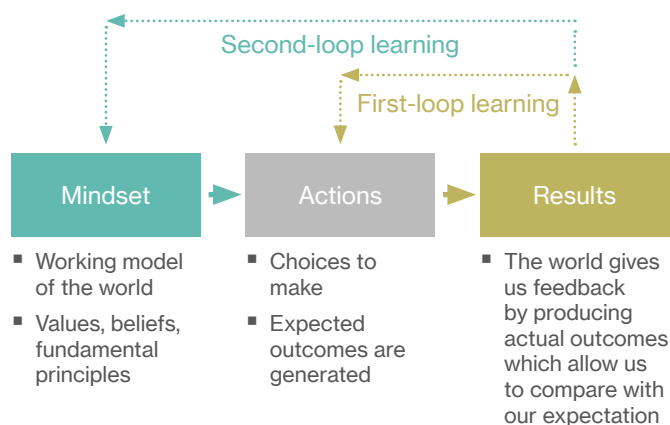 Second-loop learning
First-loop learning
Mindset
Actions
Results
▪ Working model
of the world
▪ Values, beliefs,
fundamental
principles
▪ Choices to
make
▪ Expected
outcomes are
generated
▪ The world gives
us feedback
by producing
actual outcomes
which allow us
to compare with
our expectation